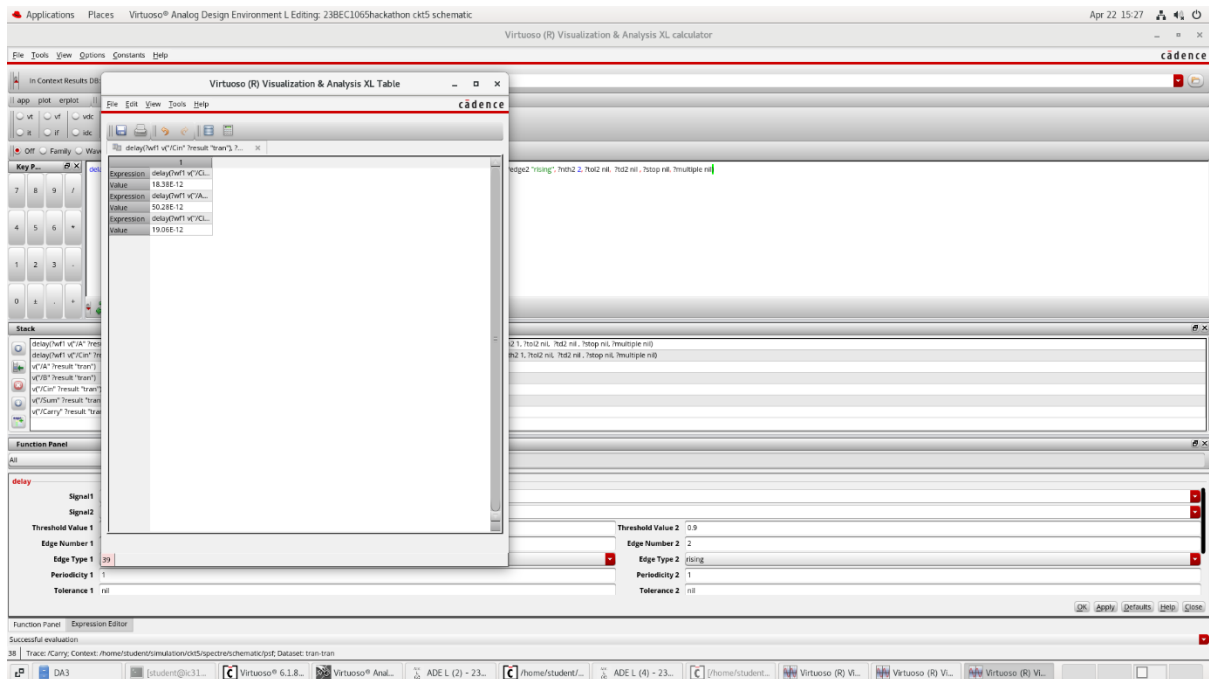 Applications Places Virtuoso® Analog Design Environment L Editing: 23BEC1065hackathon ckt5 schematic Apr 22 15:27
Virtuoso (R) Visualization & Analysis XL calculator
File Tools View Options Constants Help cādence
In Context Results DB:
app plot erplot
vt vf vdc
it if idc
Off Family Wave
Key P...
7 8 9 /
4 5 6 *
1 2 3 -
0 ± . +
?edge2 "rising", ?nth2 2, ?tol2 nil, ?td2 nil , ?stop nil, ?multiple nil)
Virtuoso (R) Visualization & Analysis XL Table
File Edit View Tools Help cādence
delay(?wf1 v("/Cin" ?result "tran"), ?...
1
Expression delay(?wf1 v("/Ci...
Value 18.38E-12
Expression delay(?wf1 v("/A...
Value 50.28E-12
Expression delay(?wf1 v("/Ci...
Value 19.06E-12
39
Stack
delay(?wf1 v("/A" ?res
2 1, ?tol2 nil, ?td2 nil , ?stop nil, ?multiple nil)
delay(?wf1 v("/Cin" ?re
th2 1, ?tol2 nil, ?td2 nil , ?stop nil, ?multiple nil)
v("/A" ?result "tran")
v("/B" ?result "tran")
v("/Cin" ?result "tran")
v("/Sum" ?result "tran
v("/Carry" ?result "tra
Function Panel
All
delay
Signal1
Signal2
Threshold Value 1 Threshold Value 2 0.9
Edge Number 1 Edge Number 2 2
Edge Type 1 Edge Type 2 rising
Periodicity 1 1 Periodicity 2 1
Tolerance 1 nil Tolerance 2 nil
OK Apply Defaults Help Close
Function Panel Expression Editor
Successful evaluation
38 Trace: /Carry; Context: /home/student/simulation/ckt5/spectre/schematic/psf; Dataset: tran-tran
DA3 [student@ic31... Virtuoso® 6.1.8... Virtuoso® Anal... ADE L (2) - 23... /home/student/... ADE L (4) - 23... [/home/student... Virtuoso (R) Vi... Virtuoso (R) Vi... Virtuoso (R) Vi...